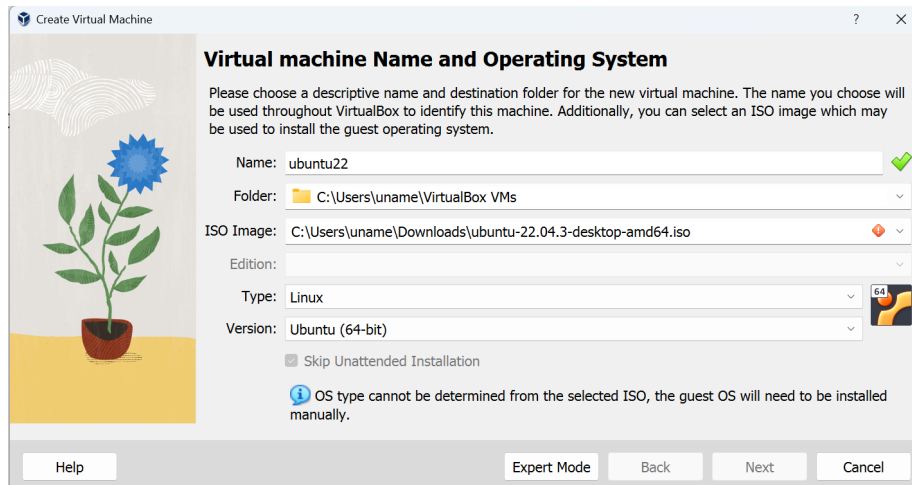 Create Virtual Machine ? X
Virtual machine Name and Operating System
Please choose a descriptive name and destination folder for the new virtual machine. The name you choose will
be used throughout VirtualBox to identify this machine. Additionally, you can select an ISO image which may
be used to install the guest operating system.
Name: ubuntu22
Folder: C:\Users\uname\VirtualBox VMs
ISO Image: C:\Users\uname\Downloads\ubuntu-22.04.3-desktop-amd64.iso
Edition:
Type: Linux 64
Version: Ubuntu (64-bit)
Skip Unattended Installation
OS type cannot be determined from the selected ISO, the guest OS will need to be installed
manually.
Help Expert Mode Back Next Cancel